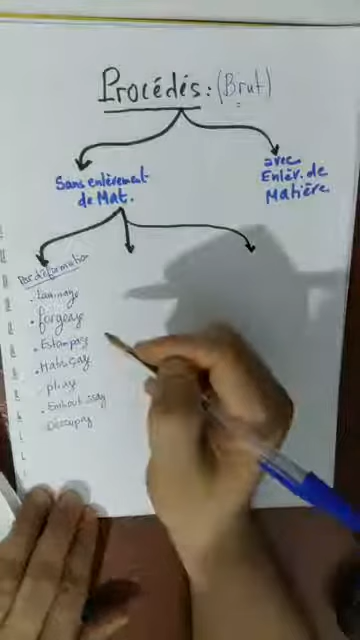 Procédés: (Brut)
Sans enlèvement
de Mat.
avec
Enlèv. de
Matière
Par déformation
. Laminage
. forgeage
. Estampage
. Matriçage
pliage
. Emboutissage
Découpage